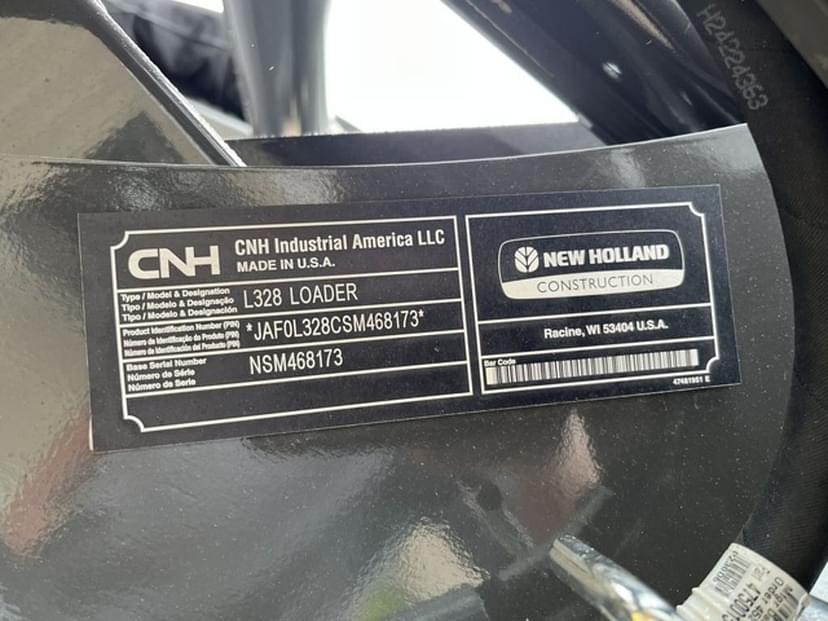 H24224363
CNH
CNH Industrial America LLC
MADE IN U.S.A.
Type / Model & Designation
Tipo / Modelo & Designação
Tipo / Modelo & Designación
L328 LOADER
Product Identification Number (PIN)
Número de Identificação do Produto (PIN)
Número de Identificación del Producto (PIN)
*JAF0L328CSM468173*
Base Serial Number
Número de Série
Número de Serie
NSM468173
NEW HOLLAND
CONSTRUCTION
Racine, WI 53404 U.S.A.
Bar Code
47481951 E